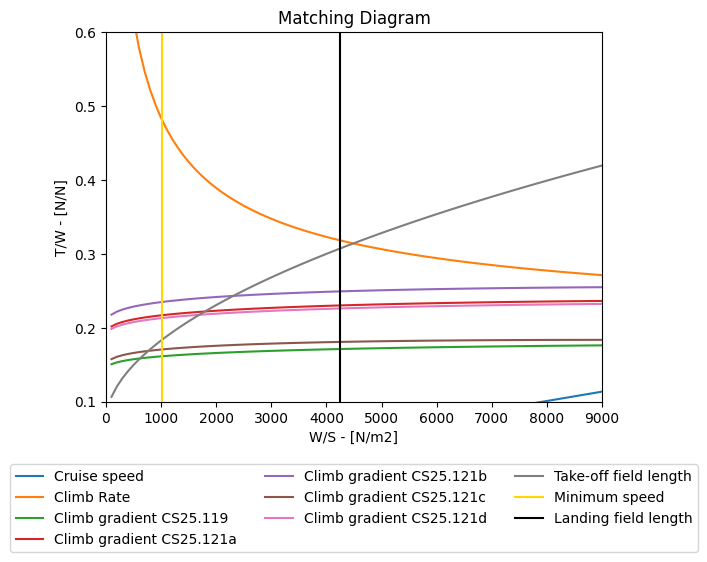 Matching Diagram
T/W - [N/N]
0.6
0.5
0.4
0.3
0.2
0.1
0 1000 2000 3000 4000 5000 6000 7000 8000 9000
W/S - [N/m2]
Cruise speed
Climb Rate
Climb gradient CS25.119
Climb gradient CS25.121a
Climb gradient CS25.121b
Climb gradient CS25.121c
Climb gradient CS25.121d
Take-off field length
Minimum speed
Landing field length